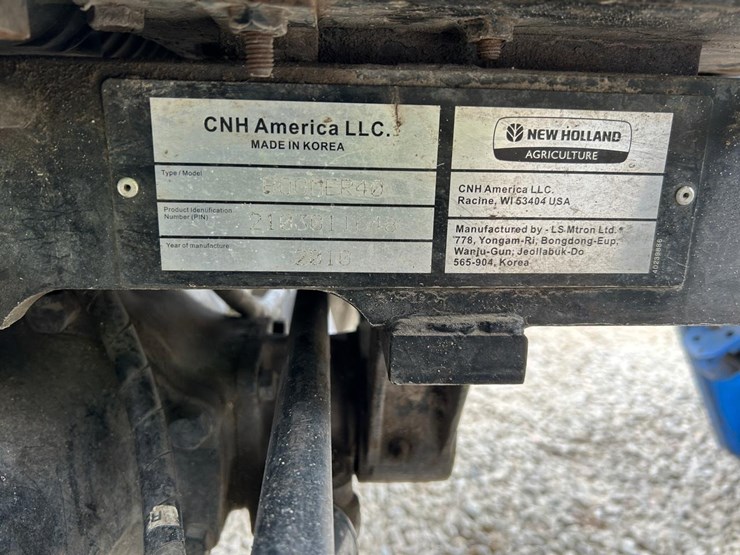 CNH America LLC.
MADE IN KOREA
Type / Model
BOOMER40
Product Identification
Number (PIN)
Year of manufacture
NEW HOLLAND
AGRICULTURE
CNH America LLC.
Racine, WI 53404 USA
Manufactured by - LS Mtron Ltd.
778, Yongam-Ri, Bongdong-Eup,
Wanju-Gun, Jeollabuk-Do
565-904, Korea